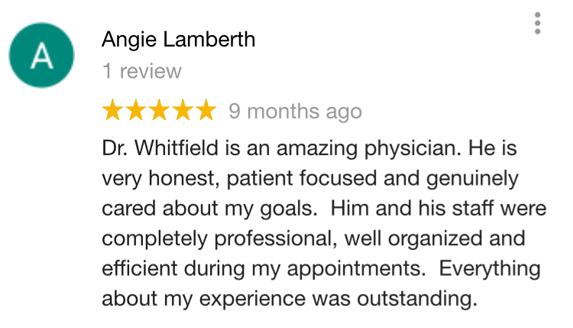 A
Angie Lamberth
1 review
★★★★★ 9 months ago
Dr. Whitfield is an amazing physician. He is
very honest, patient focused and genuinely
cared about my goals.  Him and his staff were
completely professional, well organized and
efficient during my appointments.  Everything
about my experience was outstanding.